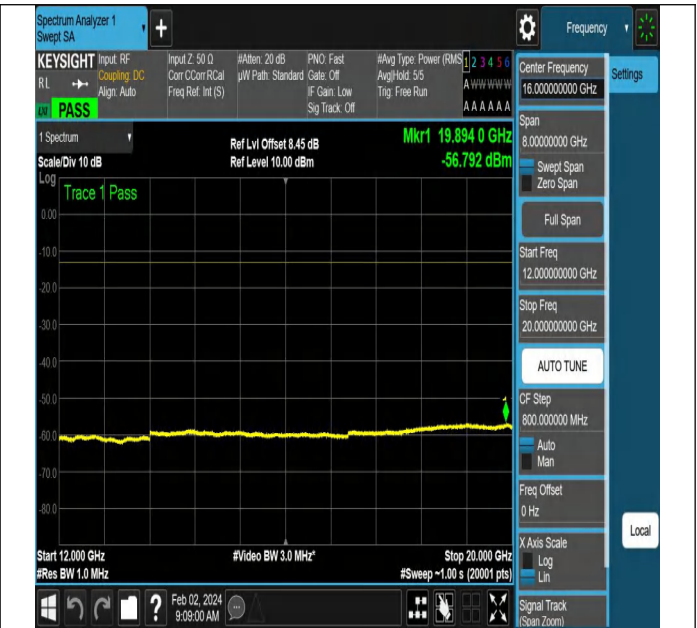 Spectrum Analyzer 1
Swept SA
+
Frequency
KEYSIGHT
RL
Align: Auto
Input: RF
Coupling: DC
PASS
Input Z: 50 Ω
Corr CCorr RCal
Freq Ref: Int (S)
#Atten: 20 dB
µW Path: Standard
PNO: Fast
Gate: Off
IF Gain: Low
Sig Track: Off
#Avg Type: Power (RMS
Avg|Hold: 5/5
Trig: Free Run
1 2 3 4 5 6
A W W W W W
A A A A A A
1 Spectrum
Scale/Div 10 dB
Ref Lvl Offset 8.45 dB
Ref Level 10.00 dBm
Mkr1 19.894 0 GHz
-56.792 dBm
Log
Trace 1 Pass
0.00
-10.0
-20.0
-30.0
-40.0
-50.0
-60.0
-70.0
-80.0
1
Start 12.000 GHz
#Res BW 1.0 MHz
#Video BW 3.0 MHz*
Stop 20.000 GHz
#Sweep ~1.00 s (20001 pts)
Feb 02, 2024
9:09:00 AM
?
Center Frequency
16.000000000 GHz
Settings
Span
8.00000000 GHz
Swept Span
Zero Span
Full Span
Start Freq
12.000000000 GHz
Stop Freq
20.000000000 GHz
AUTO TUNE
CF Step
800.000000 MHz
Auto
Man
Freq Offset
0 Hz
X Axis Scale
Log
Lin
Local
Signal Track
(Span Zoom)